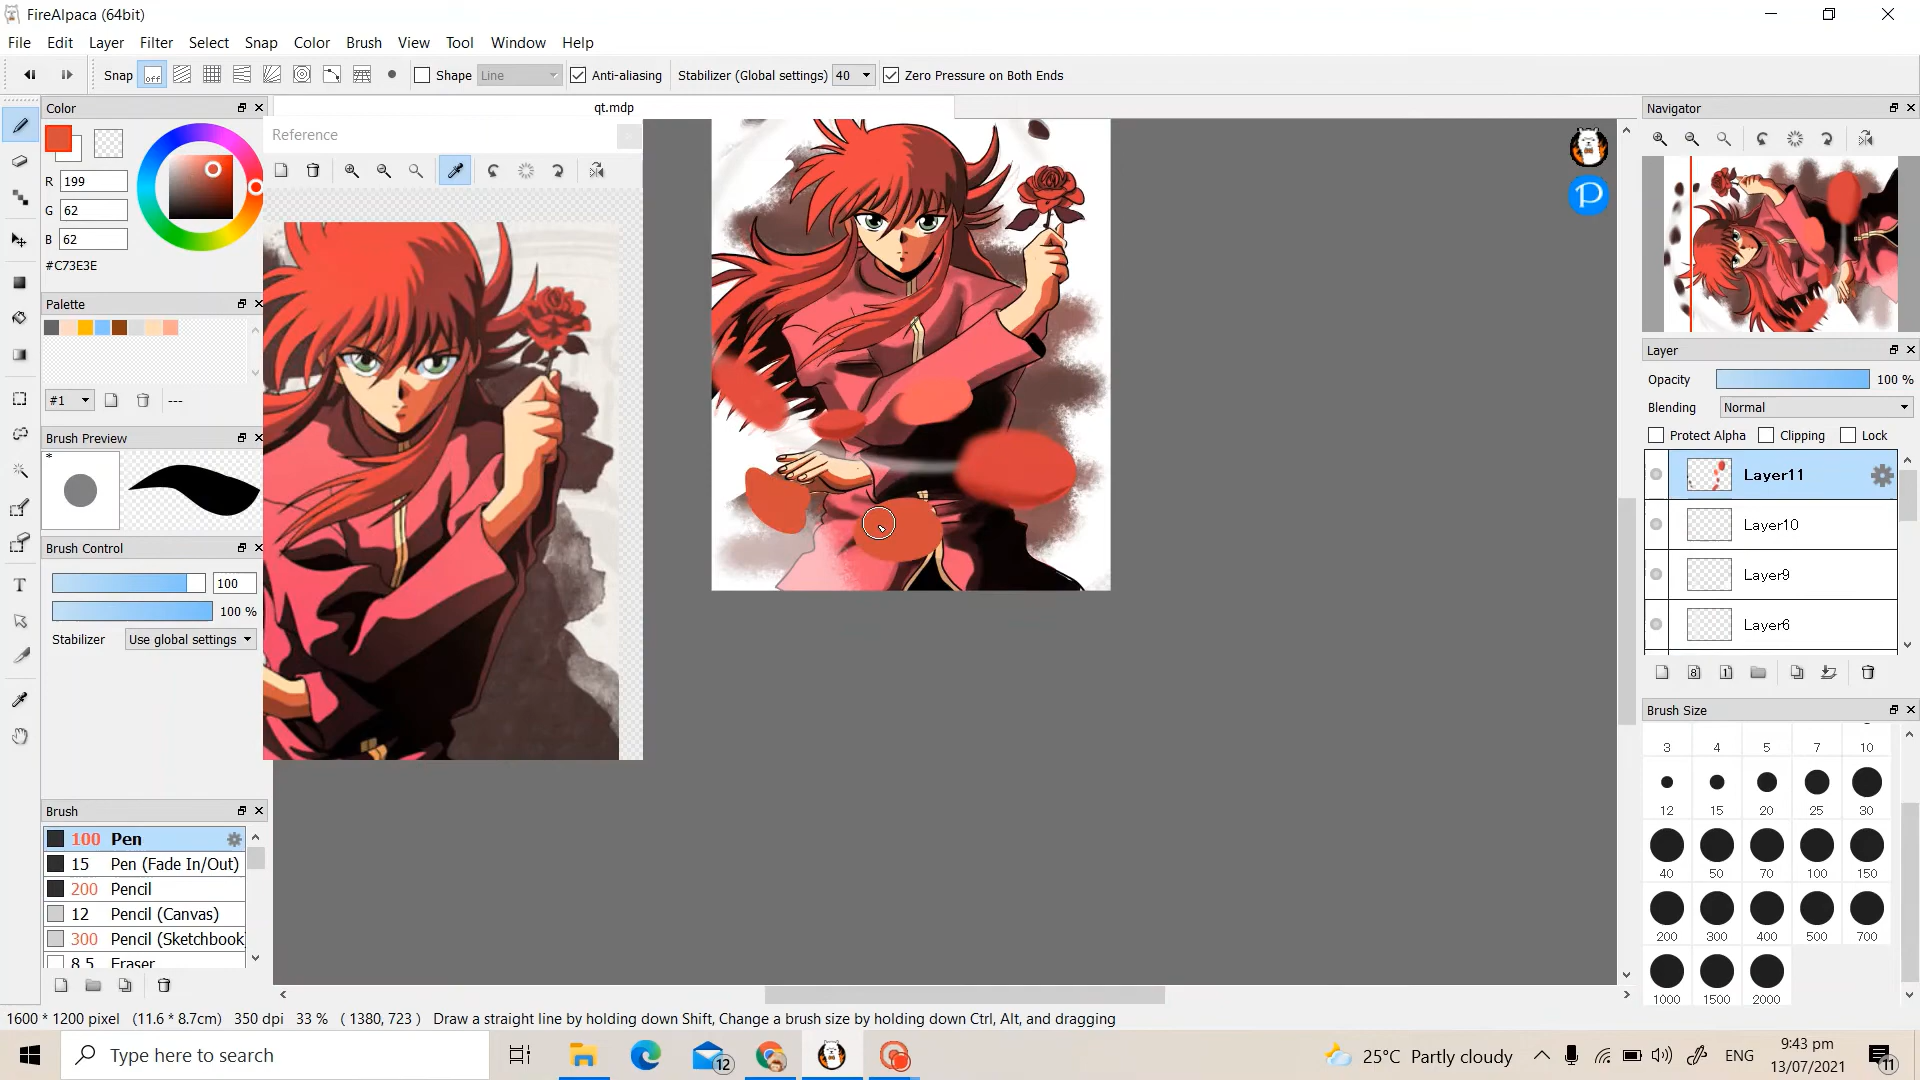 FireAlpaca (64bit)
File Edit Layer Filter Select Snap Color Brush View Tool Window Help
Snap off Shape Line Anti-aliasing Stabilizer (Global settings) 40 Zero Pressure on Both Ends
Color
qt.mdp
Navigator
Reference
R 199
G 62
B 62
#C73E3E
Palette
#1 ---
Brush Preview
*
Brush Control
100
100 %
Stabilizer Use global settings
Layer
Opacity 100 %
Blending Normal
Protect Alpha Clipping Lock
Layer11
Layer10
Layer9
Layer6
8 1
Brush Size
3 4 5 7 10
12 15 20 25 30
40 50 70 100 150
200 300 400 500 700
1000 1500 2000
Brush
100 Pen
15 Pen (Fade In/Out)
200 Pencil
12 Pencil (Canvas)
300 Pencil (Sketchbook
8.5 Eraser
1600 * 1200 pixel (11.6 * 8.7cm) 350 dpi 33 % ( 1380, 723 ) Draw a straight line by holding down Shift, Change a brush size by holding down Ctrl, Alt, and dragging
Type here to search
12
25°C Partly cloudy
ENG
9:43 pm
13/07/2021
11